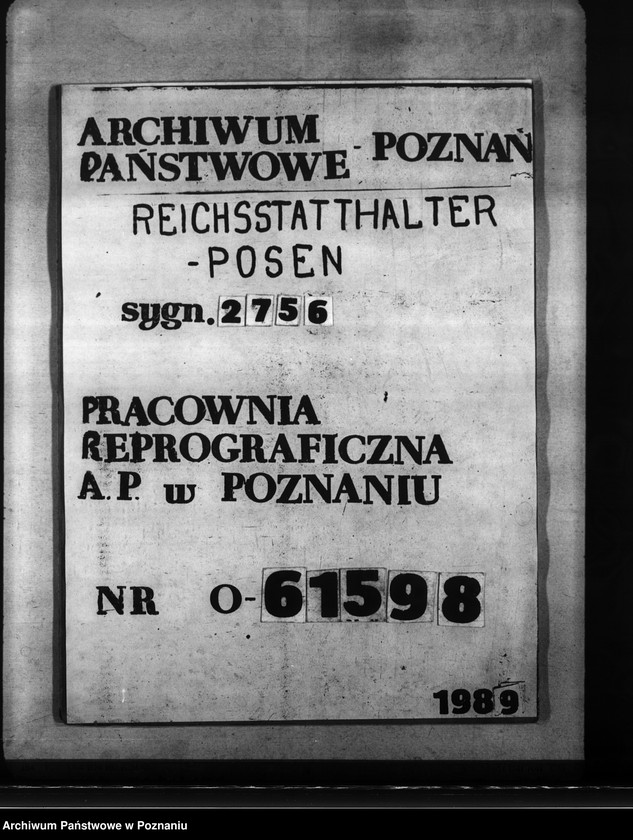 ARCHIWUM
PAŃSTWOWE - POZNAŃ
REICHSSTATTHALTER
-POSEN
sygn. 2756
PRACOWNIA
REPROGRAFICZNA
A.P. w POZNANIU
NR O-61598
1989
Archiwum Państwowe w Poznaniu